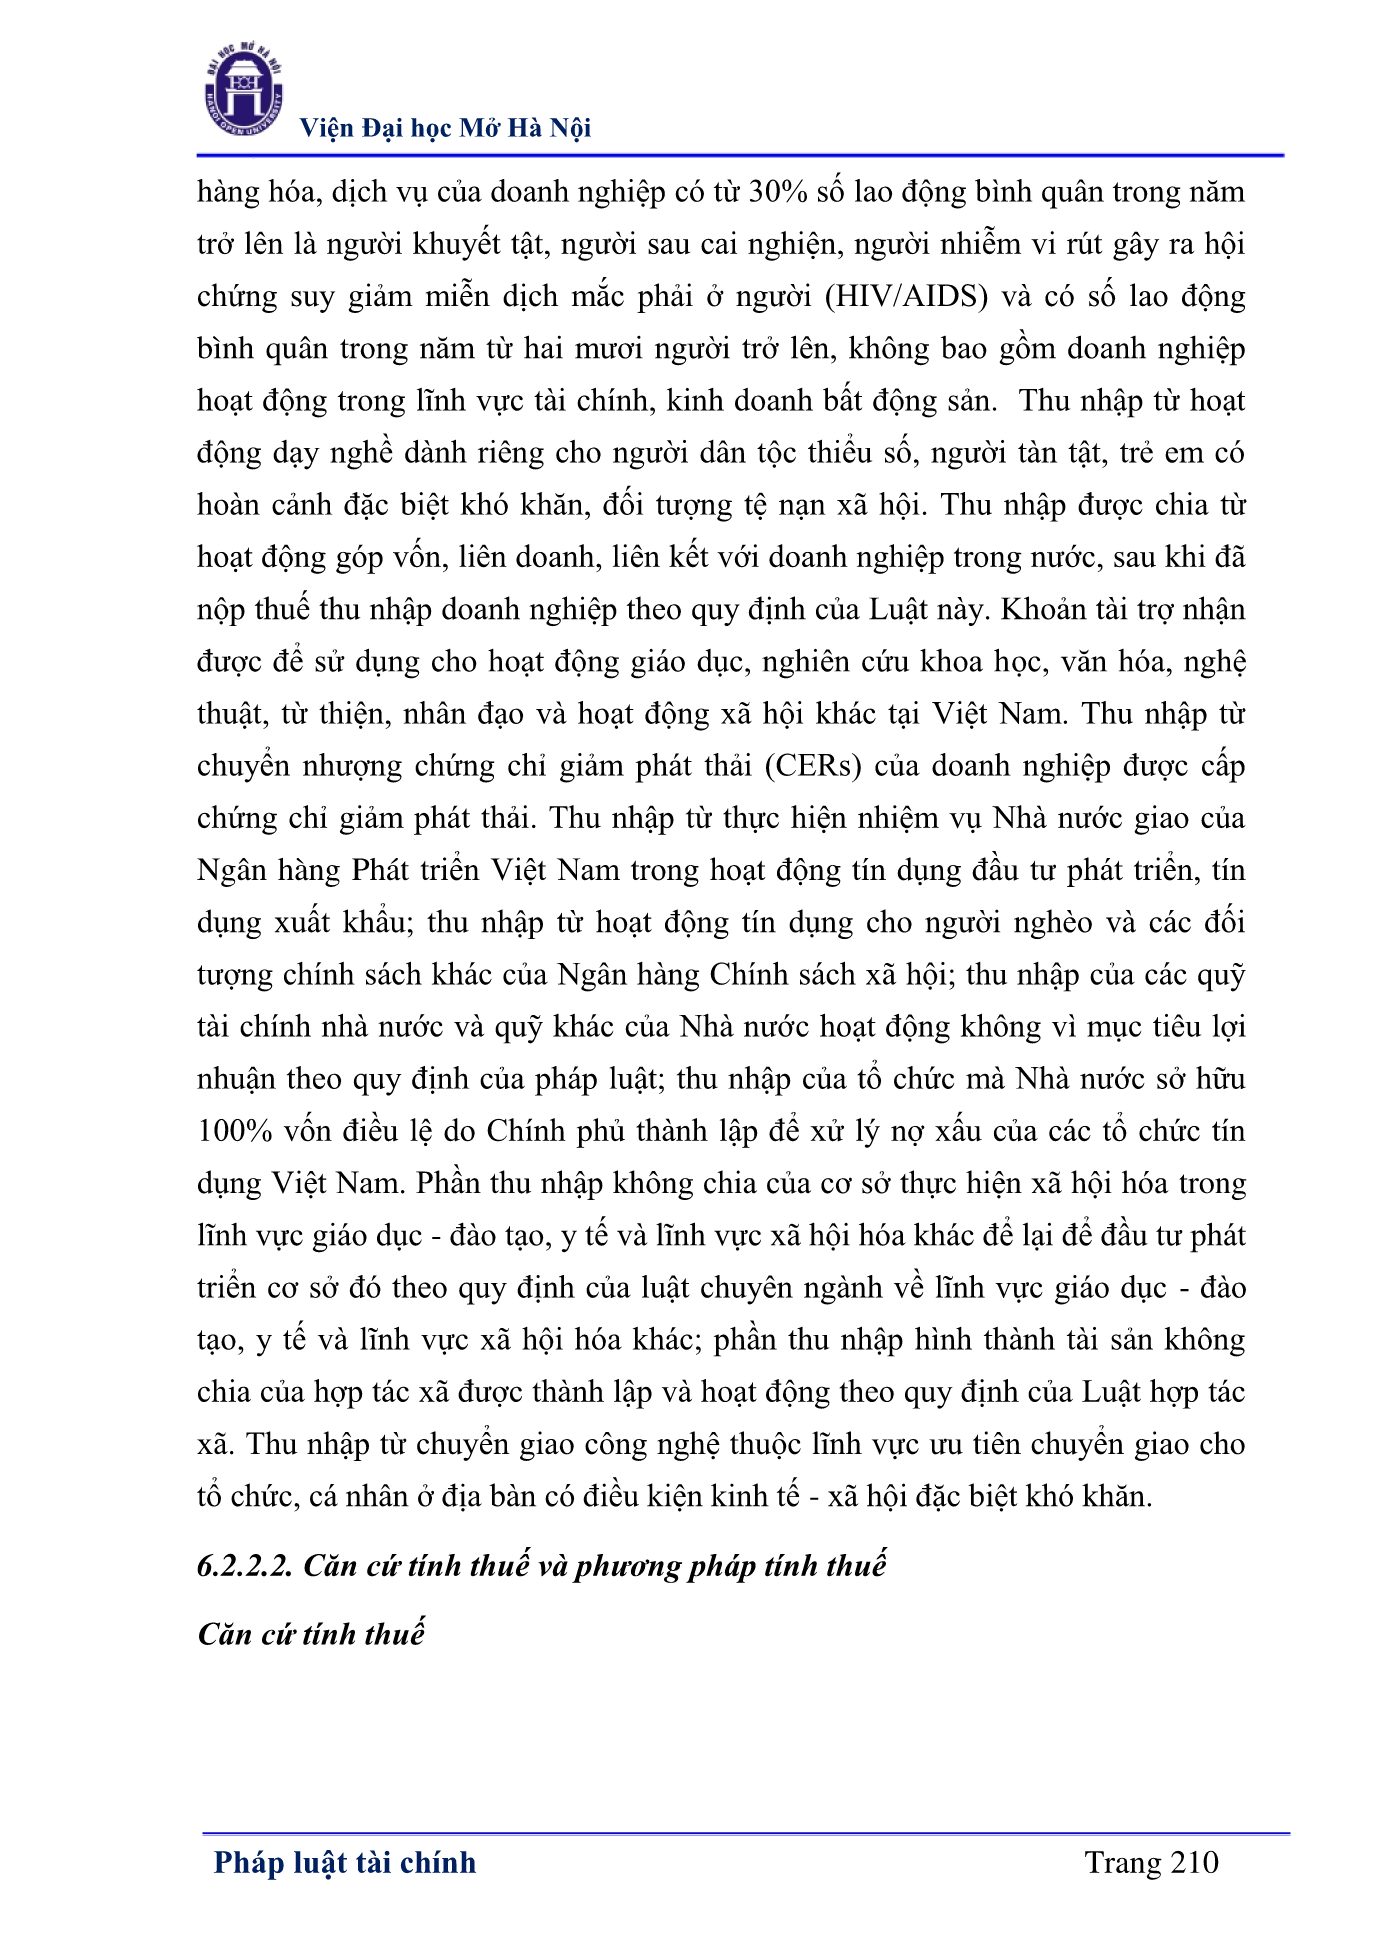 ĐẠI HỌC MỞ HÀ NỘI
HANOI OPEN UNIVERSITY
Viện Đại học Mở Hà Nội
hàng hóa, dịch vụ của doanh nghiệp có từ 30% số lao động bình quân trong năm
trở lên là người khuyết tật, người sau cai nghiện, người nhiễm vi rút gây ra hội
chứng suy giảm miễn dịch mắc phải ở người (HIV/AIDS) và có số lao động
bình quân trong năm từ hai mươi người trở lên, không bao gồm doanh nghiệp
hoạt động trong lĩnh vực tài chính, kinh doanh bất động sản.  Thu nhập từ hoạt
động dạy nghề dành riêng cho người dân tộc thiểu số, người tàn tật, trẻ em có
hoàn cảnh đặc biệt khó khăn, đối tượng tệ nạn xã hội. Thu nhập được chia từ
hoạt động góp vốn, liên doanh, liên kết với doanh nghiệp trong nước, sau khi đã
nộp thuế thu nhập doanh nghiệp theo quy định của Luật này. Khoản tài trợ nhận
được để sử dụng cho hoạt động giáo dục, nghiên cứu khoa học, văn hóa, nghệ
thuật, từ thiện, nhân đạo và hoạt động xã hội khác tại Việt Nam. Thu nhập từ
chuyển nhượng chứng chỉ giảm phát thải (CERs) của doanh nghiệp được cấp
chứng chỉ giảm phát thải. Thu nhập từ thực hiện nhiệm vụ Nhà nước giao của
Ngân hàng Phát triển Việt Nam trong hoạt động tín dụng đầu tư phát triển, tín
dụng xuất khẩu; thu nhập từ hoạt động tín dụng cho người nghèo và các đối
tượng chính sách khác của Ngân hàng Chính sách xã hội; thu nhập của các quỹ
tài chính nhà nước và quỹ khác của Nhà nước hoạt động không vì mục tiêu lợi
nhuận theo quy định của pháp luật; thu nhập của tổ chức mà Nhà nước sở hữu
100% vốn điều lệ do Chính phủ thành lập để xử lý nợ xấu của các tổ chức tín
dụng Việt Nam. Phần thu nhập không chia của cơ sở thực hiện xã hội hóa trong
lĩnh vực giáo dục - đào tạo, y tế và lĩnh vực xã hội hóa khác để lại để đầu tư phát
triển cơ sở đó theo quy định của luật chuyên ngành về lĩnh vực giáo dục - đào
tạo, y tế và lĩnh vực xã hội hóa khác; phần thu nhập hình thành tài sản không
chia của hợp tác xã được thành lập và hoạt động theo quy định của Luật hợp tác
xã. Thu nhập từ chuyển giao công nghệ thuộc lĩnh vực ưu tiên chuyển giao cho
tổ chức, cá nhân ở địa bàn có điều kiện kinh tế - xã hội đặc biệt khó khăn.
6.2.2.2. Căn cứ tính thuế và phương pháp tính thuế
Căn cứ tính thuế
Pháp luật tài chính
Trang 210